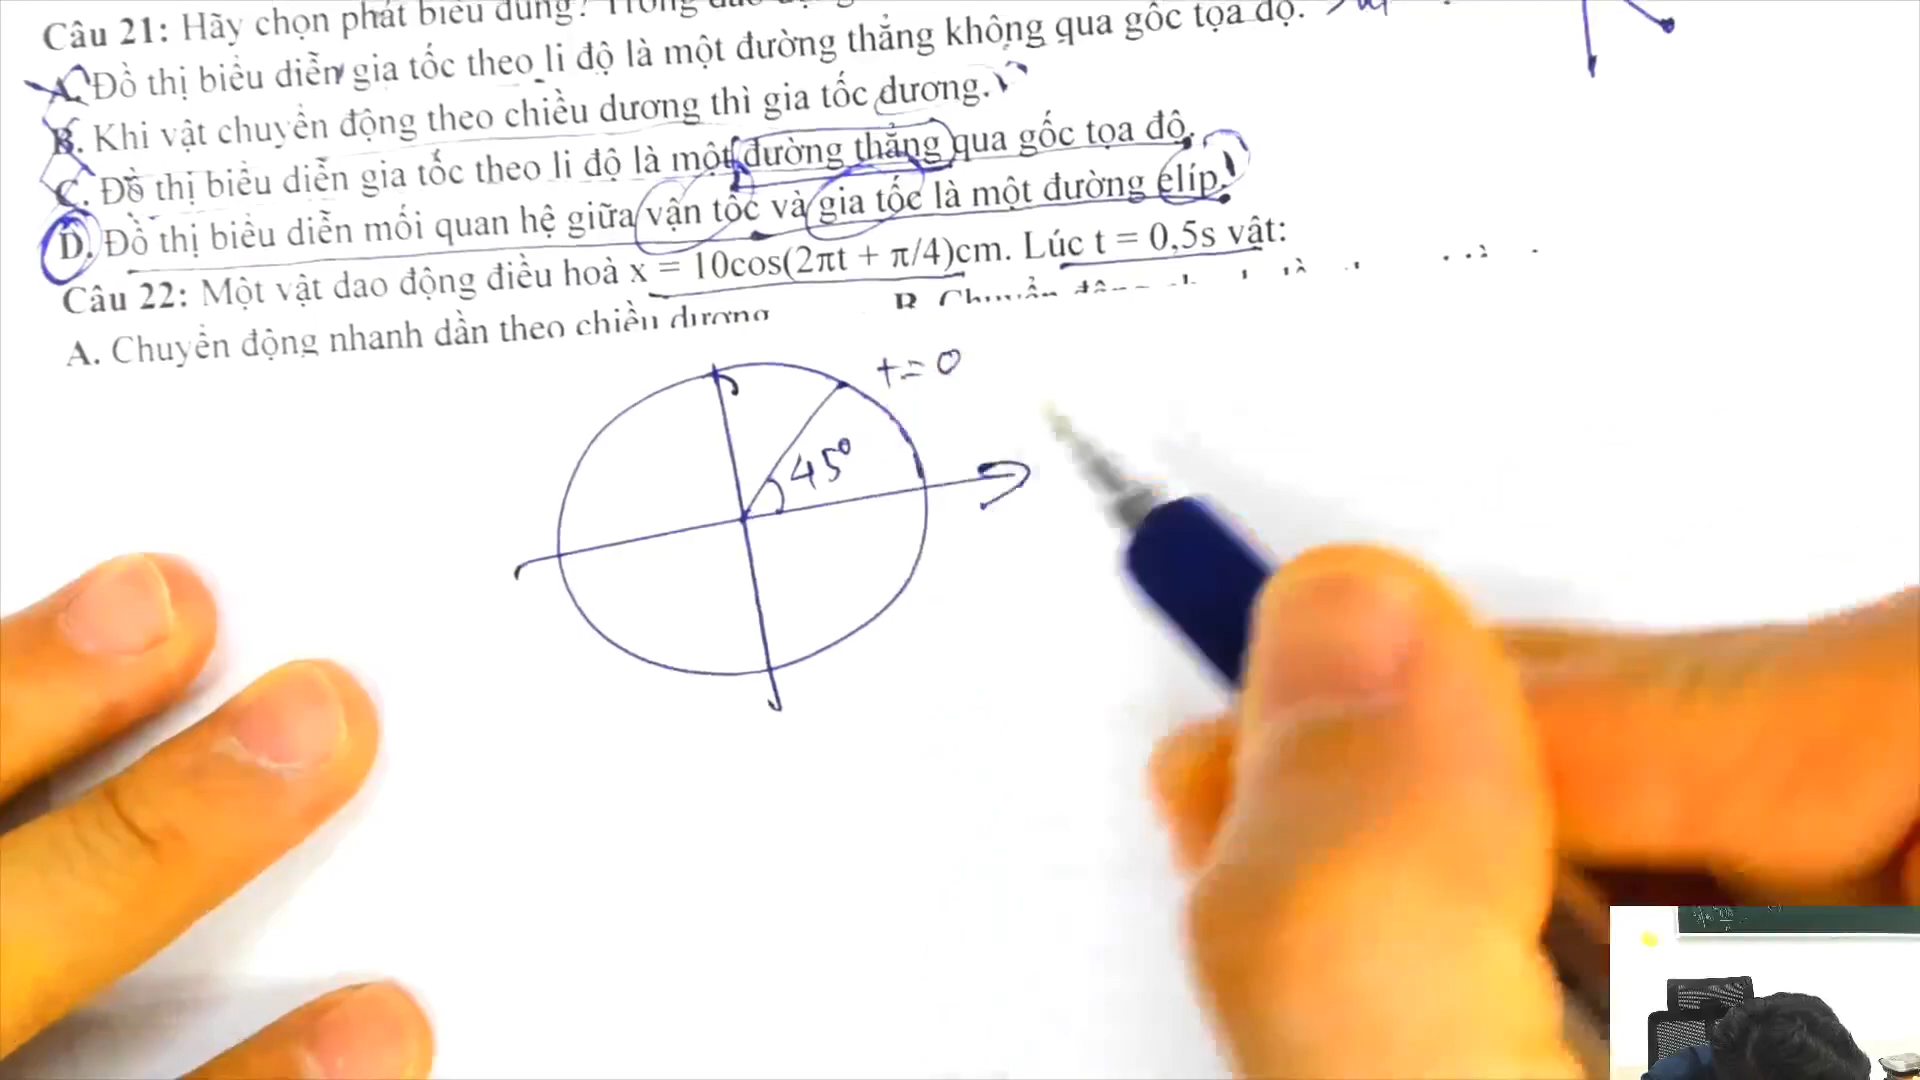 Câu 21: Hãy chọn phát biểu đúng?
A. Đồ thị biểu diễn gia tốc theo li độ là một đường thẳng không qua gốc tọa độ.
B. Khi vật chuyển động theo chiều dương thì gia tốc dương.
C. Đồ thị biểu diễn gia tốc theo li độ là một đường thẳng qua gốc tọa độ.
D. Đồ thị biểu diễn mối quan hệ giữa vận tốc và gia tốc là một đường elíp.
Câu 22: Một vật dao động điều hoà x = 10cos(2πt + π/4)cm. Lúc t = 0,5s vật:
A. Chuyển động nhanh dần theo chiều dương B. Chuyển động
t = 0
45°